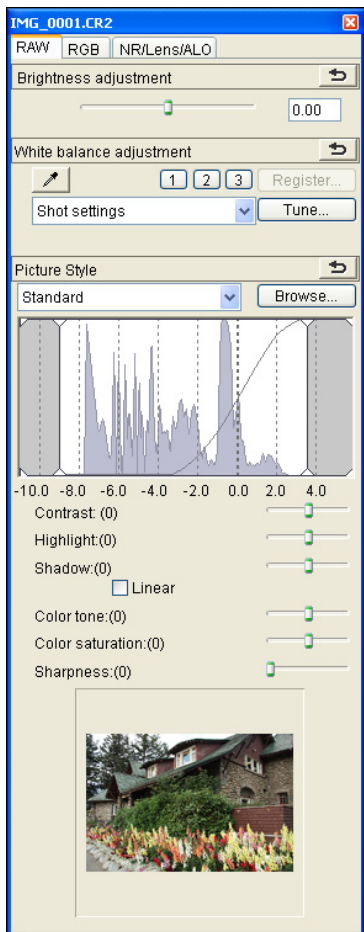 IMG_0001.CR2
RAW RGB NR/Lens/ALO
Brightness adjustment
0.00
White balance adjustment
1 2 3 Register...
Shot settings Tune...
Picture Style
Standard Browse...
-10.0 -8.0 -6.0 -4.0 -2.0 0.0 2.0 4.0
Contrast: (0)
Highlight:(0)
Shadow:(0)
Linear
Color tone:(0)
Color saturation:(0)
Sharpness:(0)